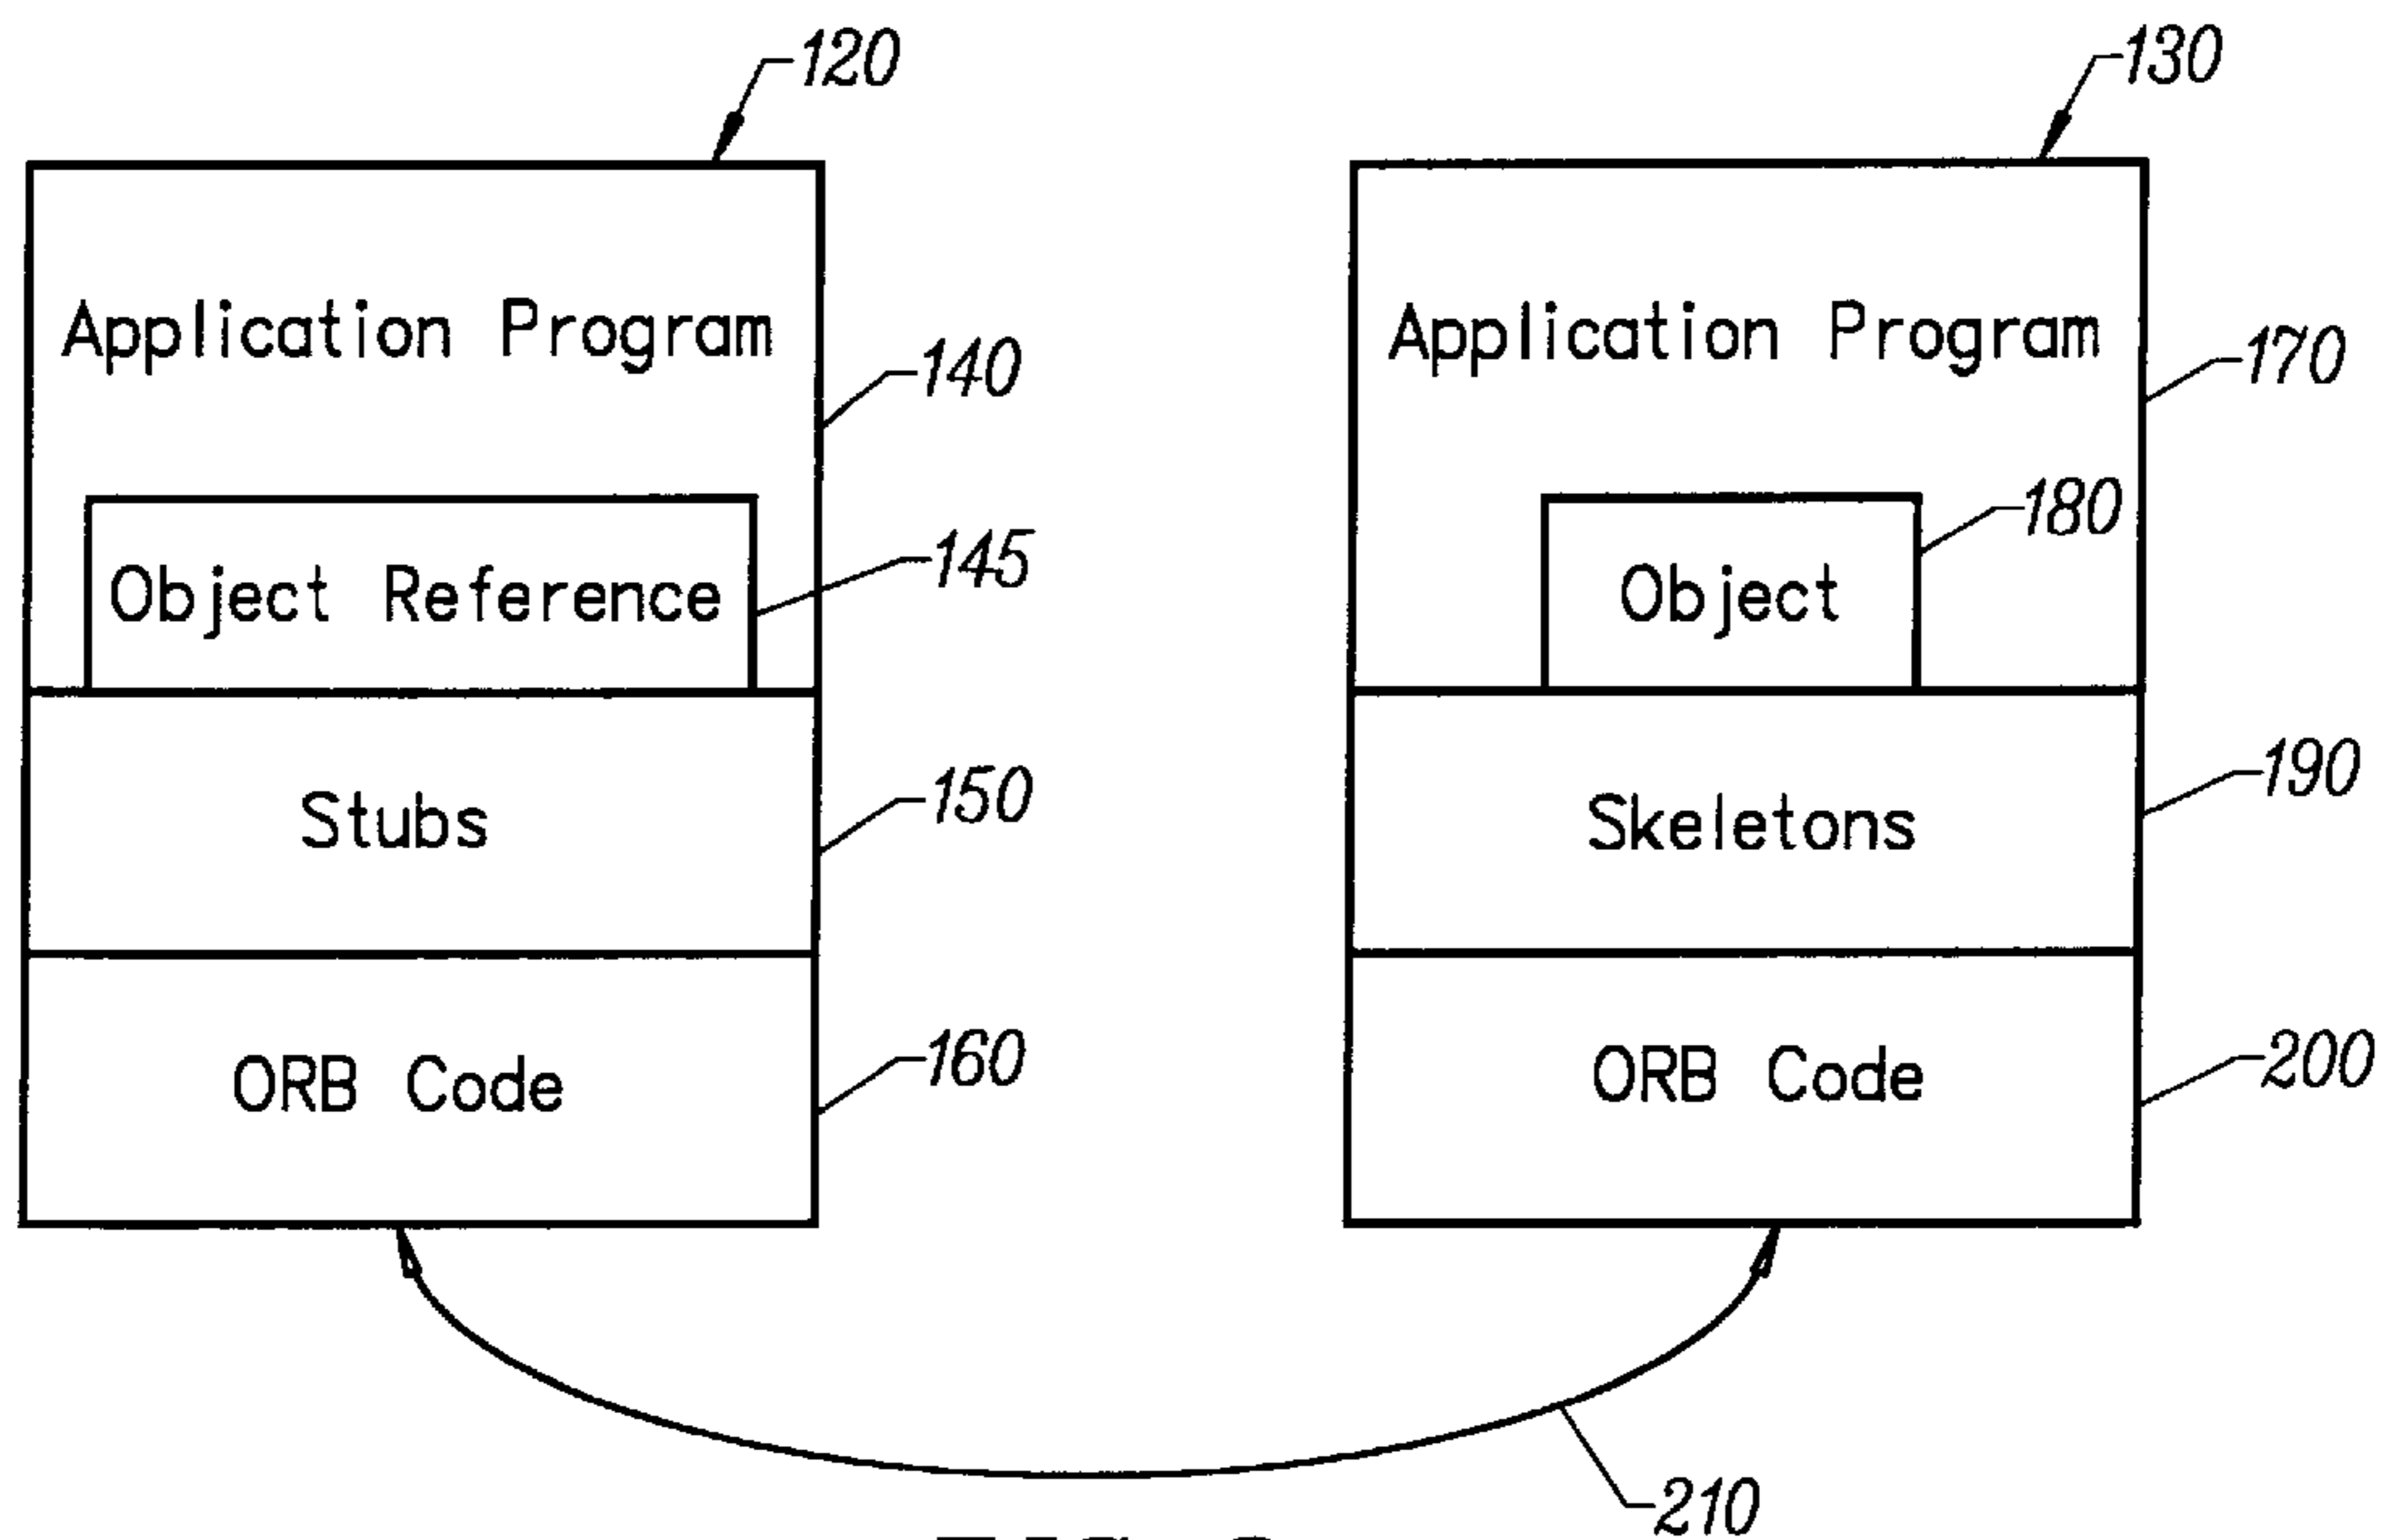 120
130
Application Program
140
Application Program
170
Object Reference
145
Object
180
Stubs
150
Skeletons
190
ORB Code
160
ORB Code
200
210